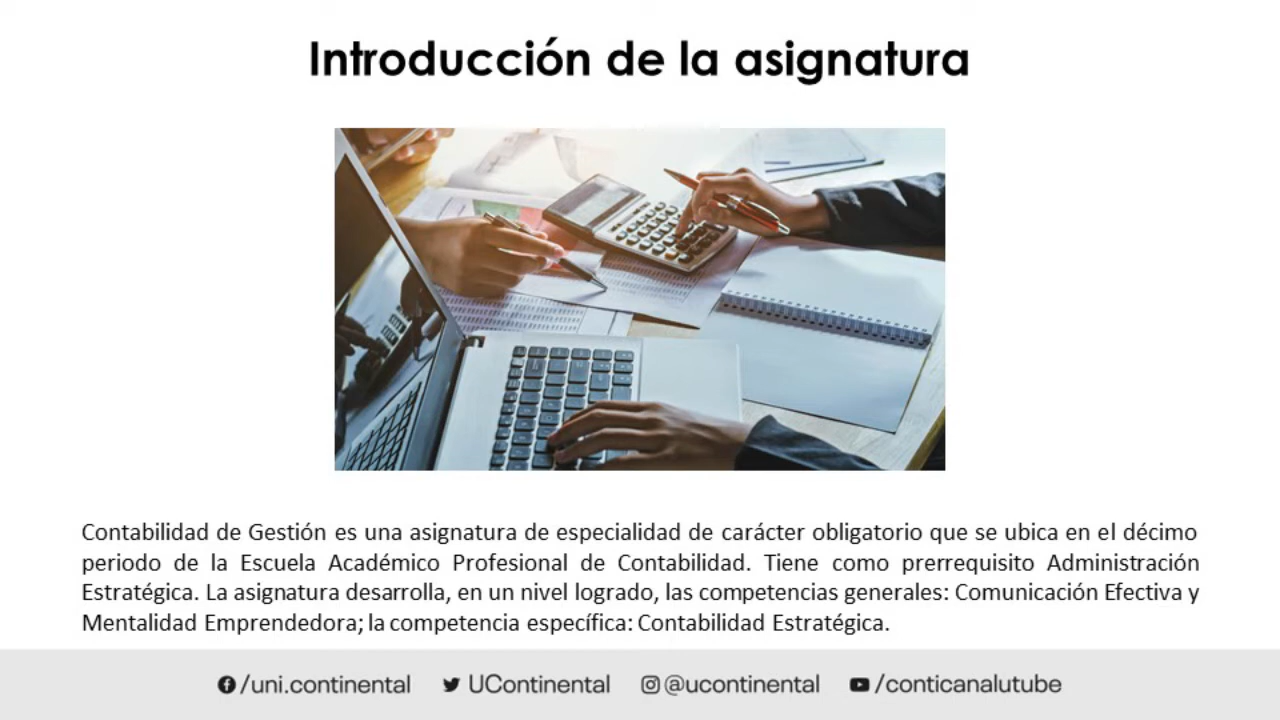 Introducción de la asignatura
Contabilidad de Gestión es una asignatura de especialidad de carácter obligatorio que se ubica en el décimo
periodo de la Escuela Académico Profesional de Contabilidad. Tiene como prerrequisito Administración
Estratégica. La asignatura desarrolla, en un nivel logrado, las competencias generales: Comunicación Efectiva y
Mentalidad Emprendedora; la competencia específica: Contabilidad Estratégica.
/uni.continental UContinental @ucontinental /conticanalutube